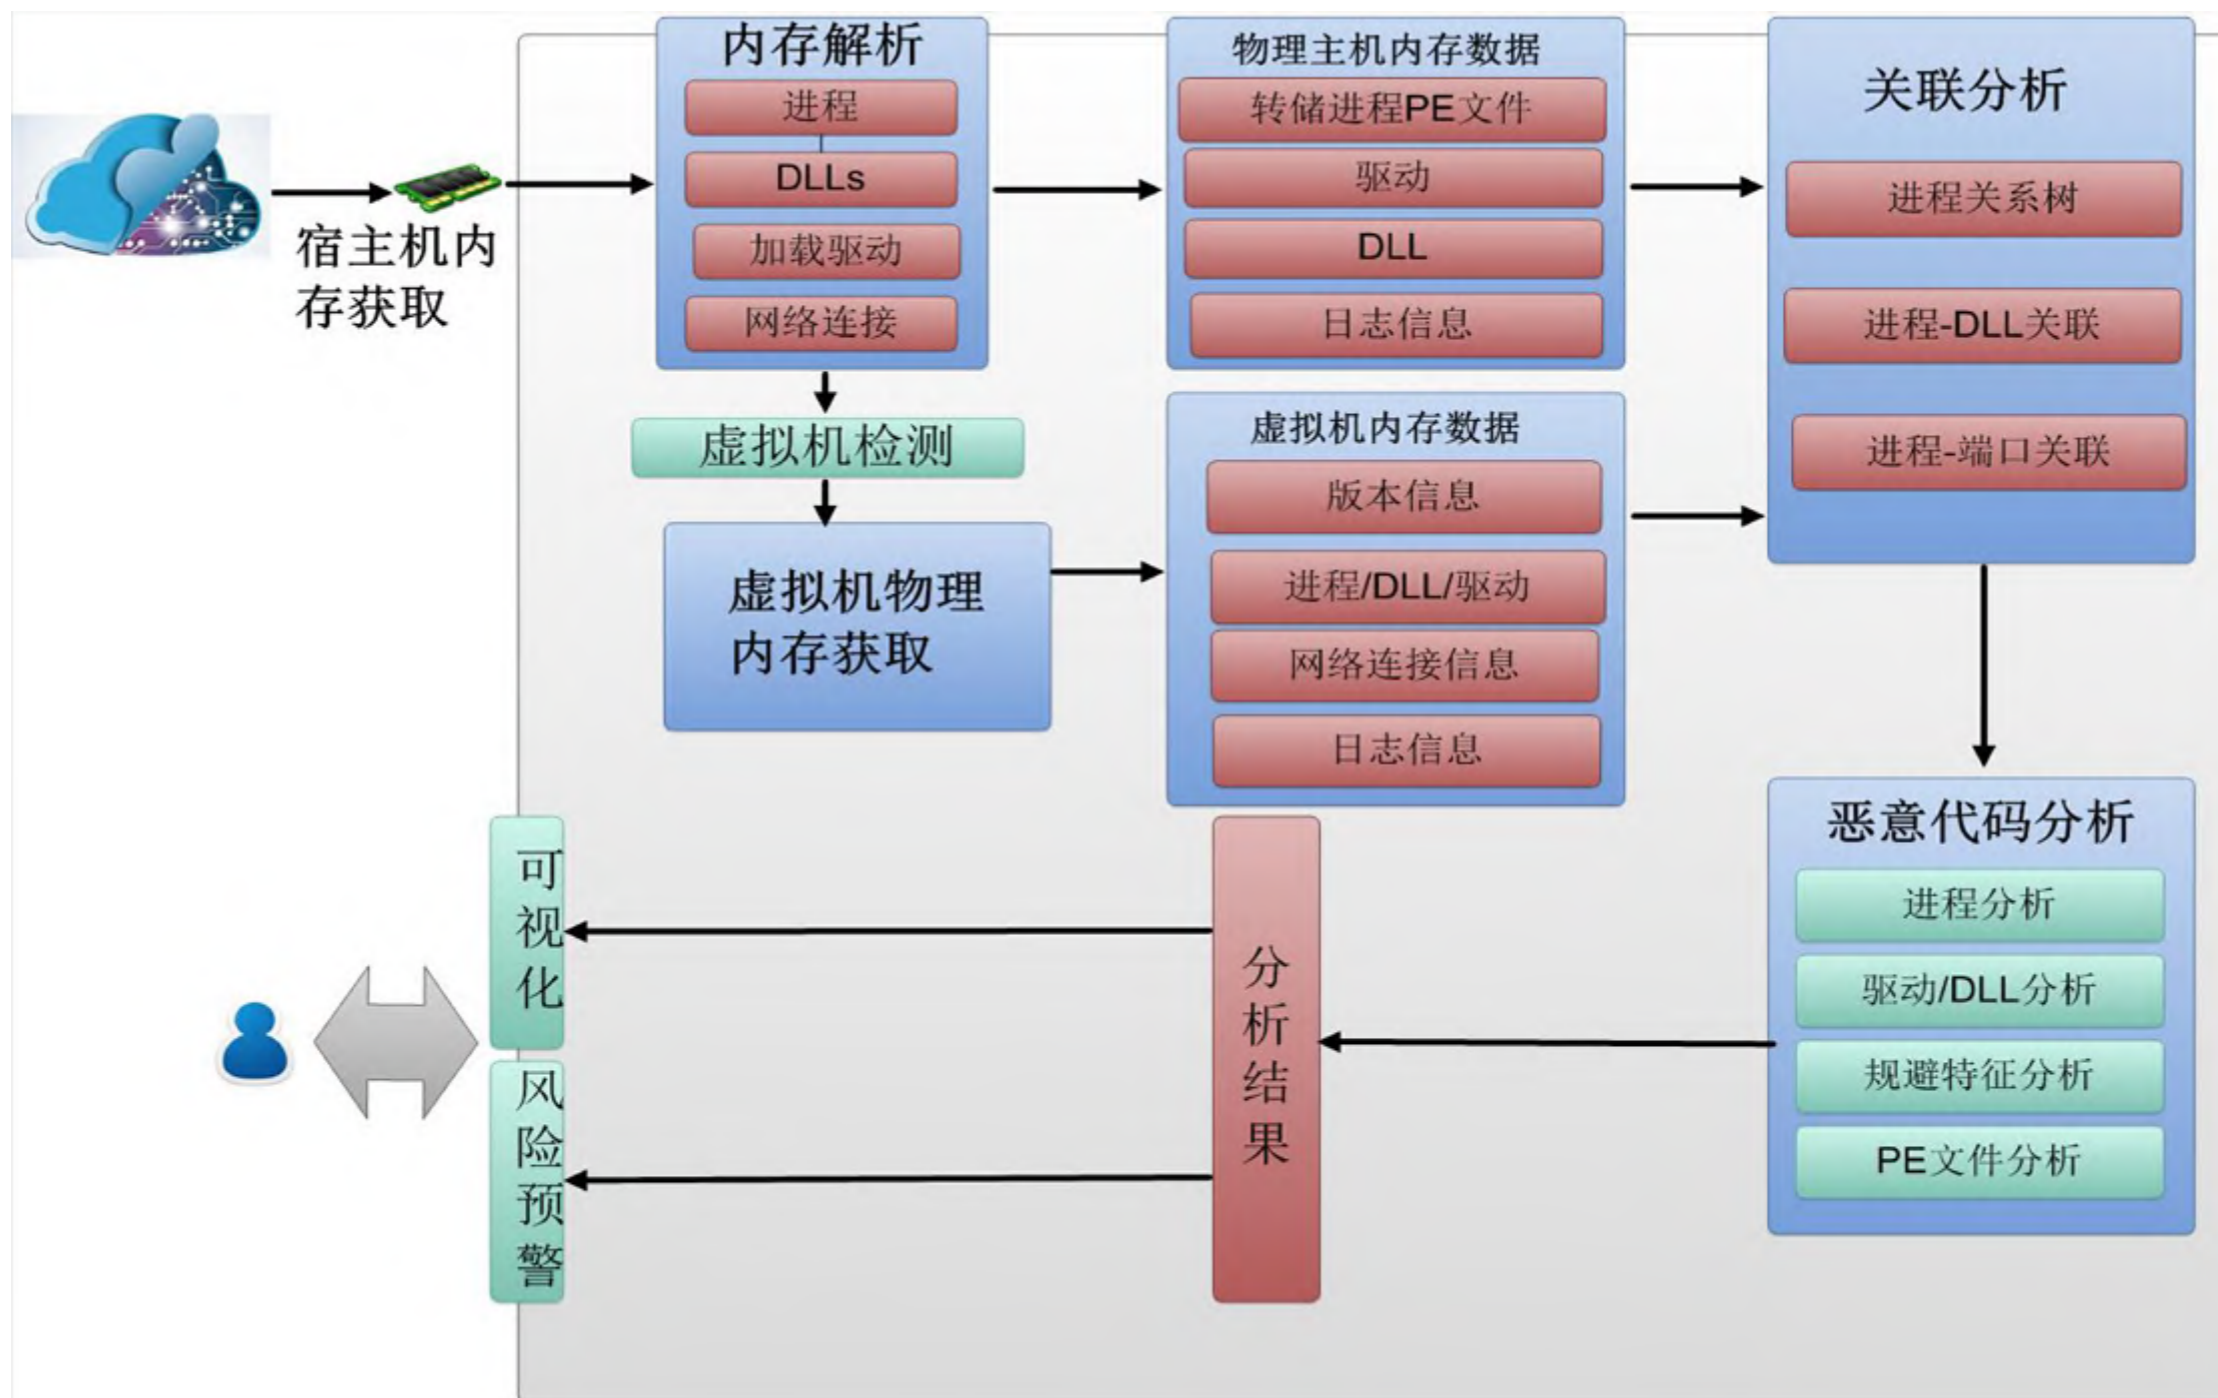 宿主机内
存获取
内存解析
进程
DLLs
加载驱动
网络连接
虚拟机检测
虚拟机物理
内存获取
物理主机内存数据
转储进程PE文件
驱动
DLL
日志信息
虚拟机内存数据
版本信息
进程/DLL/驱动
网络连接信息
日志信息
关联分析
进程关系树
进程-DLL关联
进程-端口关联
恶意代码分析
进程分析
驱动/DLL分析
规避特征分析
PE文件分析
分析结果
可视化
风险预警